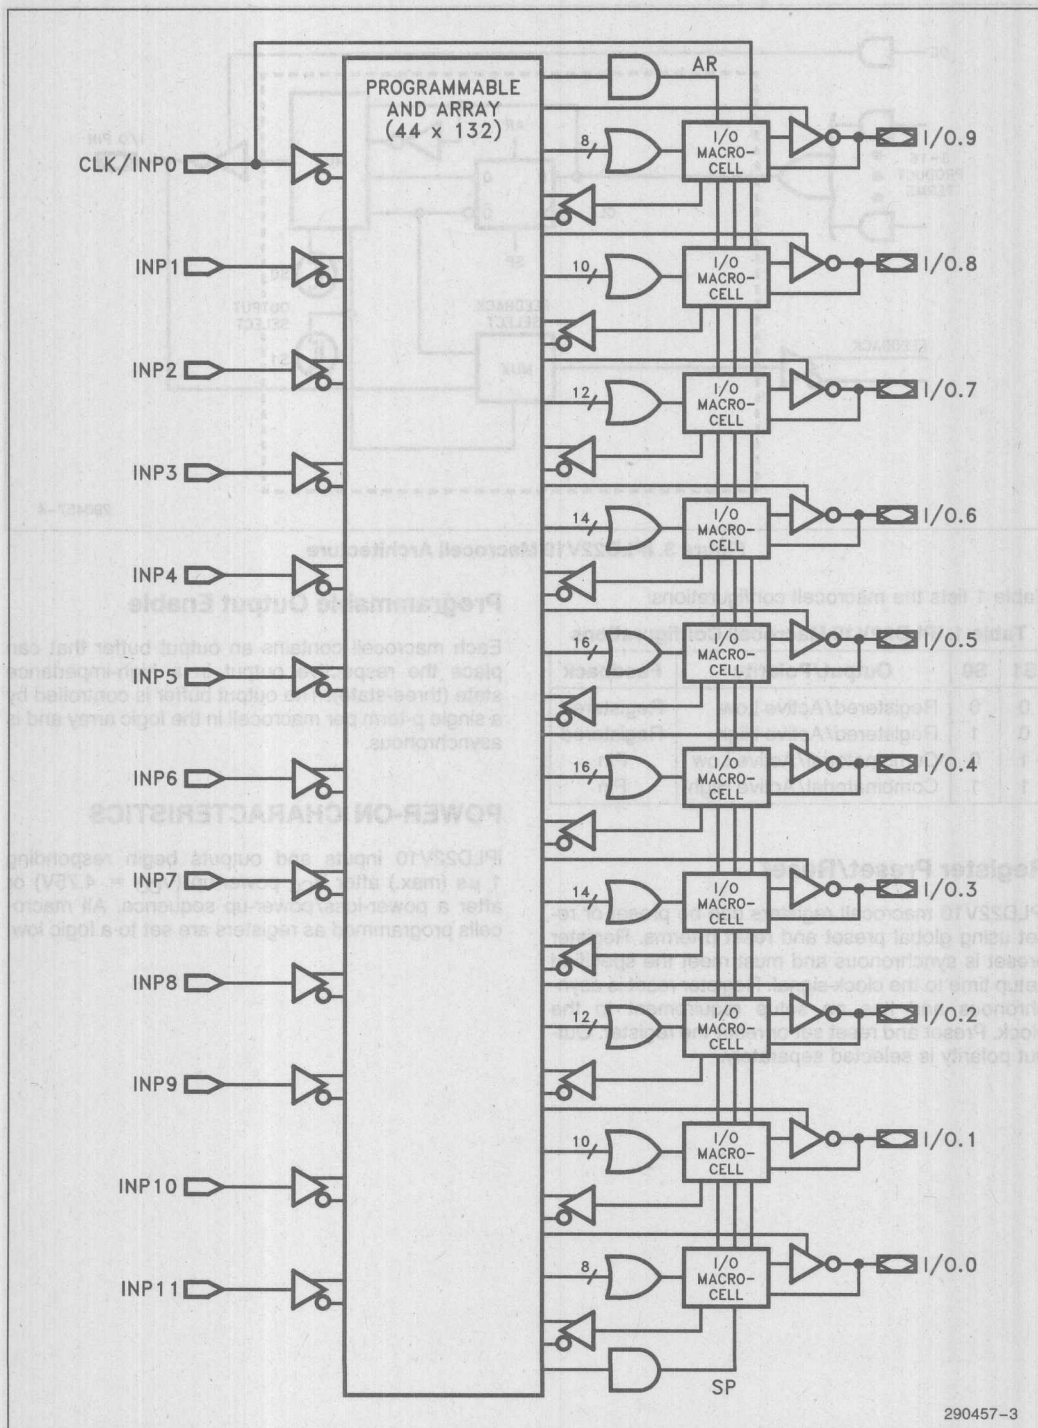 AR
PROGRAMMABLE
AND ARRAY
(44 x 132)
CLK/INP0
8
I/O
MACRO-
CELL
I/O.9
INP1
10
I/O
MACRO-
CELL
I/O.8
INP2
12
I/O
MACRO-
CELL
I/O.7
INP3
14
I/O
MACRO-
CELL
I/O.6
INP4
16
I/O
MACRO-
CELL
I/O.5
INP5
INP6
16
I/O
MACRO-
CELL
I/O.4
INP7
14
I/O
MACRO-
CELL
I/O.3
INP8
12
I/O
MACRO-
CELL
I/O.2
INP9
10
I/O
MACRO-
CELL
I/O.1
INP10
8
I/O
MACRO-
CELL
I/O.0
INP11
SP
290457-3